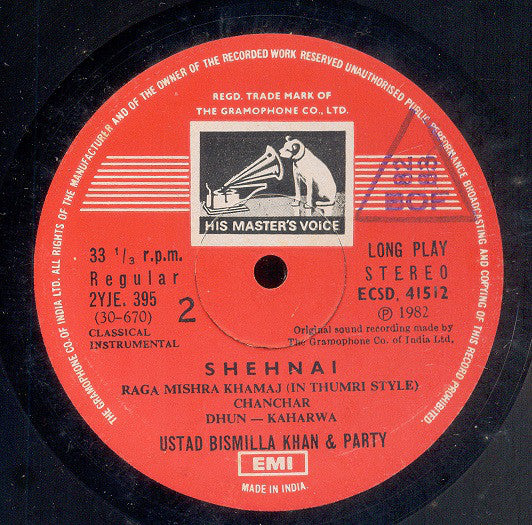 ALL RIGHTS OF THE MANUFACTURER AND OF THE OWNER OF THE RECORDED WORK RESERVED UNAUTHORISED PUBLIC PERFORMANCE BROADCASTING AND COPYING OF THIS RECORD PROHIBITED
THE GRAMOPHONE CO. OF INDIA LTD.
REGD. TRADE MARK OF
THE GRAMOPHONE CO., LTD.
HIS MASTER'S VOICE
33 1/3 r.p.m.
Regular
2YJE. 395
(30-670)
CLASSICAL
INSTRUMENTAL
2
LONG PLAY
STEREO
ECSD. 41512
℗ 1982
Original sound recording made by
The Gramophone Co. of India Ltd,
SHEHNAI
RAGA MISHRA KHAMAJ (IN THUMRI STYLE)
CHANCHAR
DHUN — KAHARWA
USTAD BISMILLA KHAN & PARTY
EMI
MADE IN INDIA.